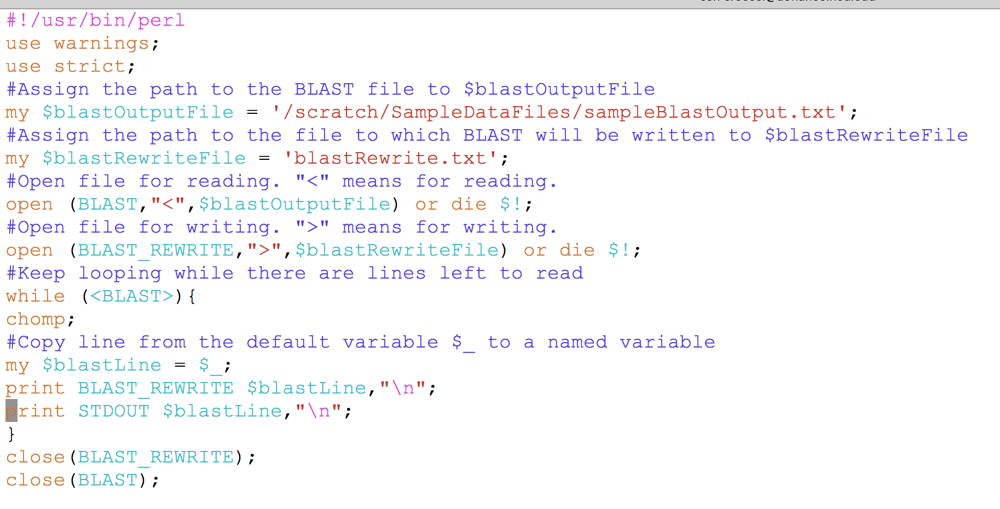 #!/usr/bin/perl
use warnings;
use strict;
#Assign the path to the BLAST file to $blastOutputFile
my $blastOutputFile = '/scratch/SampleDataFiles/sampleBlastOutput.txt';
#Assign the path to the file to which BLAST will be written to $blastRewriteFile
my $blastRewriteFile = 'blastRewrite.txt';
#Open file for reading. "<" means for reading.
open (BLAST,"<",$blastOutputFile) or die $!;
#Open file for writing. ">" means for writing.
open (BLAST_REWRITE,">",$blastRewriteFile) or die $!;
#Keep looping while there are lines left to read
while (<BLAST>){
chomp;
#Copy line from the default variable $_ to a named variable
my $blastLine = $_;
print BLAST_REWRITE $blastLine,"\n";
print STDOUT $blastLine,"\n";
}
close(BLAST_REWRITE);
close(BLAST);